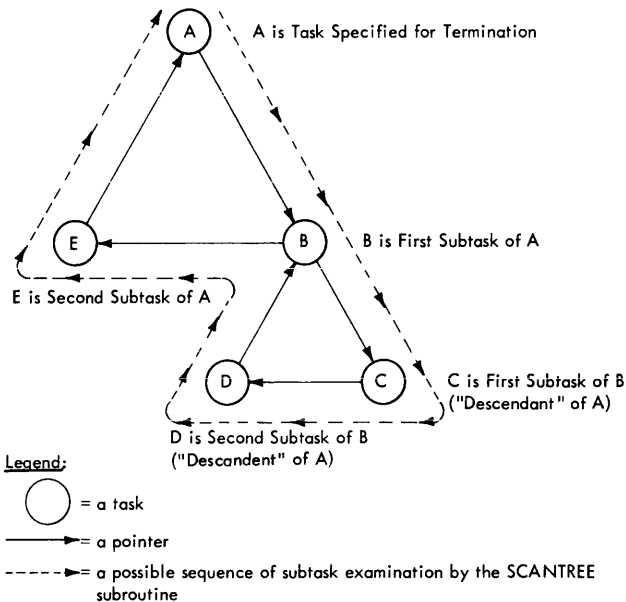 A
A is Task Specified for Termination
E
B
B is First Subtask of A
E is Second Subtask of A
D
C
C is First Subtask of B
("Descendant" of A)
D is Second Subtask of B
("Descandent" of A)
Legend:
= a task
= a pointer
= a possible sequence of subtask examination by the SCANTREE
subroutine